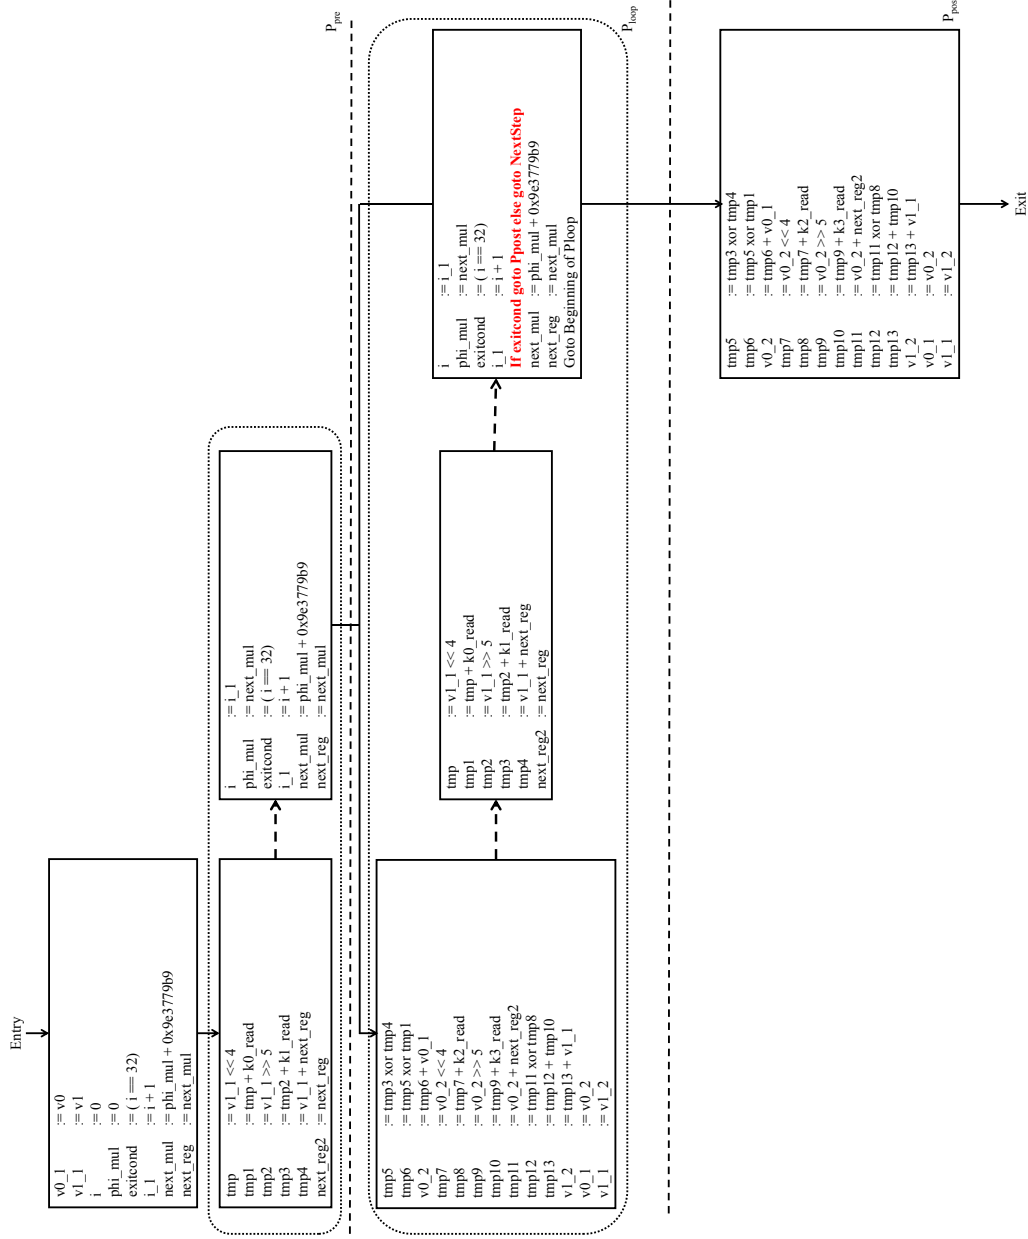 Entry
v0_1 := v0
v1_1 := v1
i := 0
phi_mul := 0
exitcond := ( i == 32)
i_1 := i + 1
next_mul := phi_mul + 0x9e3779b9
next_reg := next_mul
tmp := v1_1 << 4
tmp1 := tmp + k0_read
tmp2 := v1_1 >> 5
tmp3 := tmp2 + k1_read
tmp4 := v1_1 + next_reg
next_reg2 := next_reg
i := i_1
phi_mul := next_mul
exitcond := ( i == 32)
i_1 := i + 1
next_mul := phi_mul + 0x9e3779b9
next_reg := next_mul
P_pre
tmp5 := tmp3 xor tmp4
tmp6 := tmp5 xor tmp1
v0_2 := tmp6 + v0_1
tmp7 := v0_2 << 4
tmp8 := tmp7 + k2_read
tmp9 := v0_2 >> 5
tmp10 := tmp9 + k3_read
tmp11 := v0_2 + next_reg2
tmp12 := tmp11 xor tmp8
tmp13 := tmp12 + tmp10
v1_2 := tmp13 + v1_1
v0_1 := v0_2
v1_1 := v1_2
tmp := v1_1 << 4
tmp1 := tmp + k0_read
tmp2 := v1_1 >> 5
tmp3 := tmp2 + k1_read
tmp4 := v1_1 + next_reg
next_reg2 := next_reg
i := i_1
phi_mul := next_mul
exitcond := ( i == 32)
i_1 := i + 1
If exitcond goto Ppost else goto NextStep
next_mul := phi_mul + 0x9e3779b9
next_reg := next_mul
Goto Beginning of Ploop
P_loop
tmp5 := tmp3 xor tmp4
tmp6 := tmp5 xor tmp1
v0_2 := tmp6 + v0_1
tmp7 := v0_2 << 4
tmp8 := tmp7 + k2_read
tmp9 := v0_2 >> 5
tmp10 := tmp9 + k3_read
tmp11 := v0_2 + next_reg2
tmp12 := tmp11 xor tmp8
tmp13 := tmp12 + tmp10
v1_2 := tmp13 + v1_1
v0_1 := v0_2
v1_1 := v1_2
P_pos
Exit